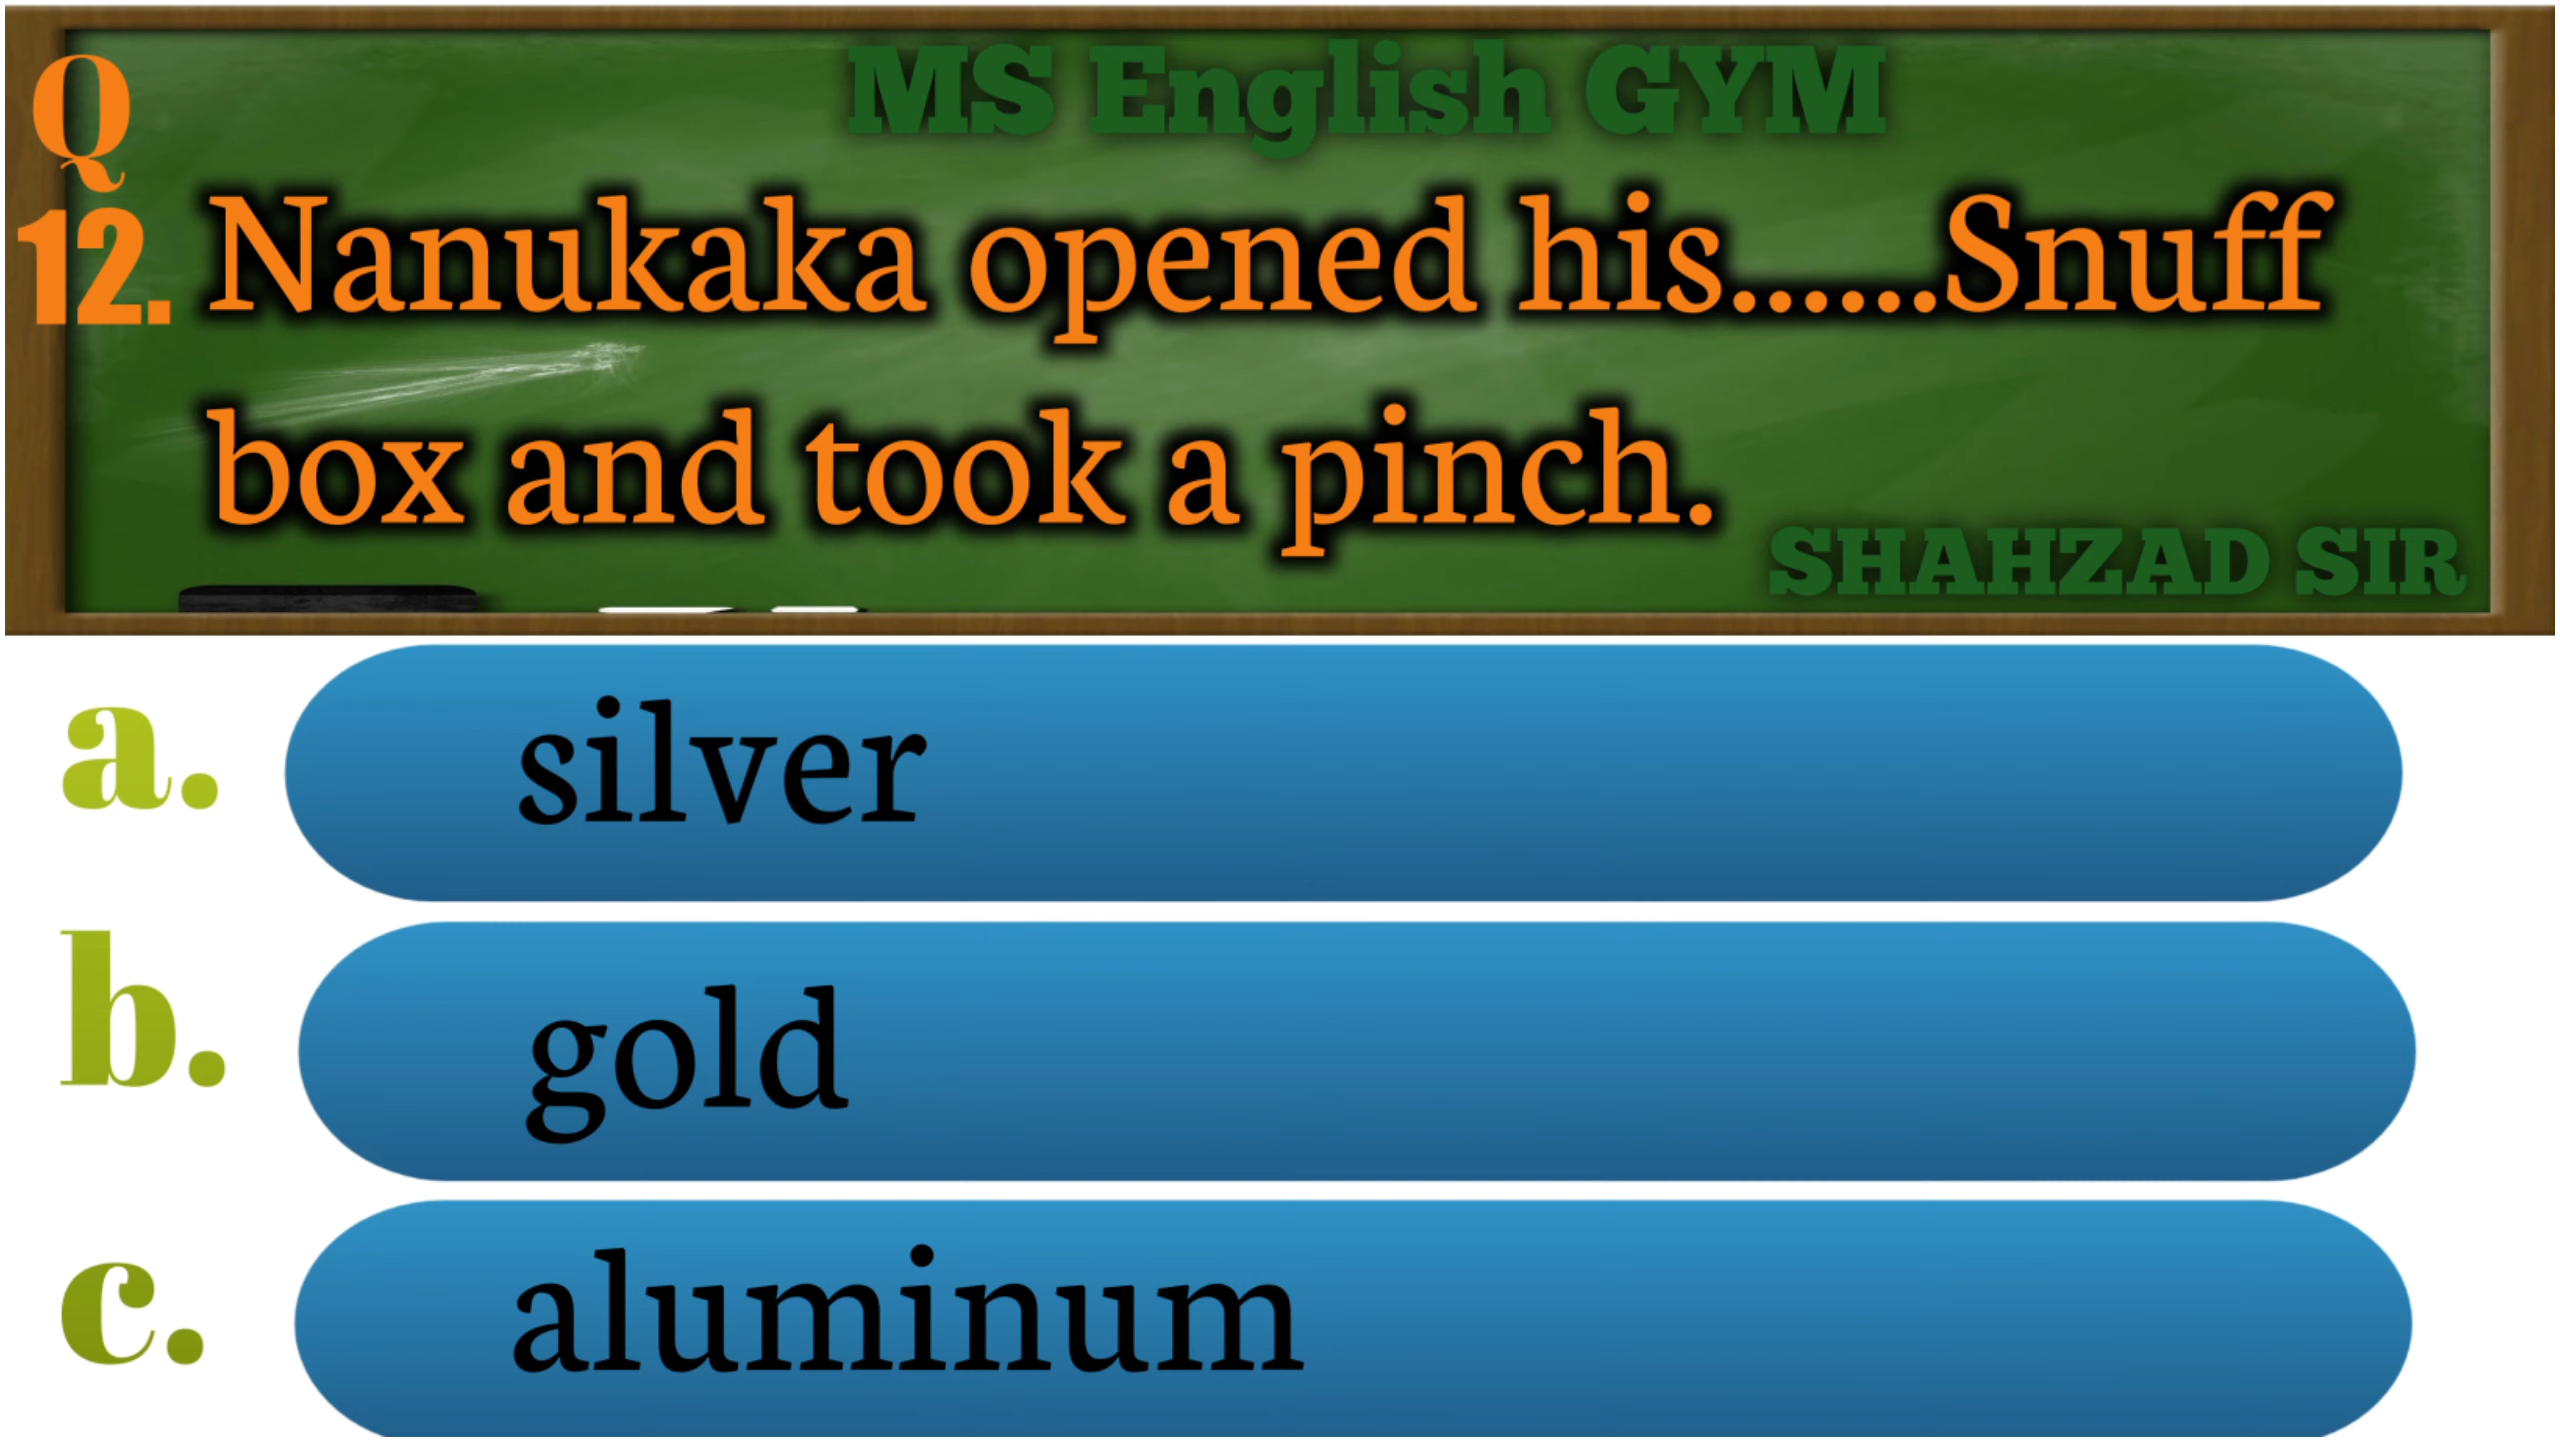 MS English GYM
Q
12. Nanukaka opened his......Snuff
box and took a pinch.
SHAHZAD SIR
a. silver
b. gold
c. aluminum